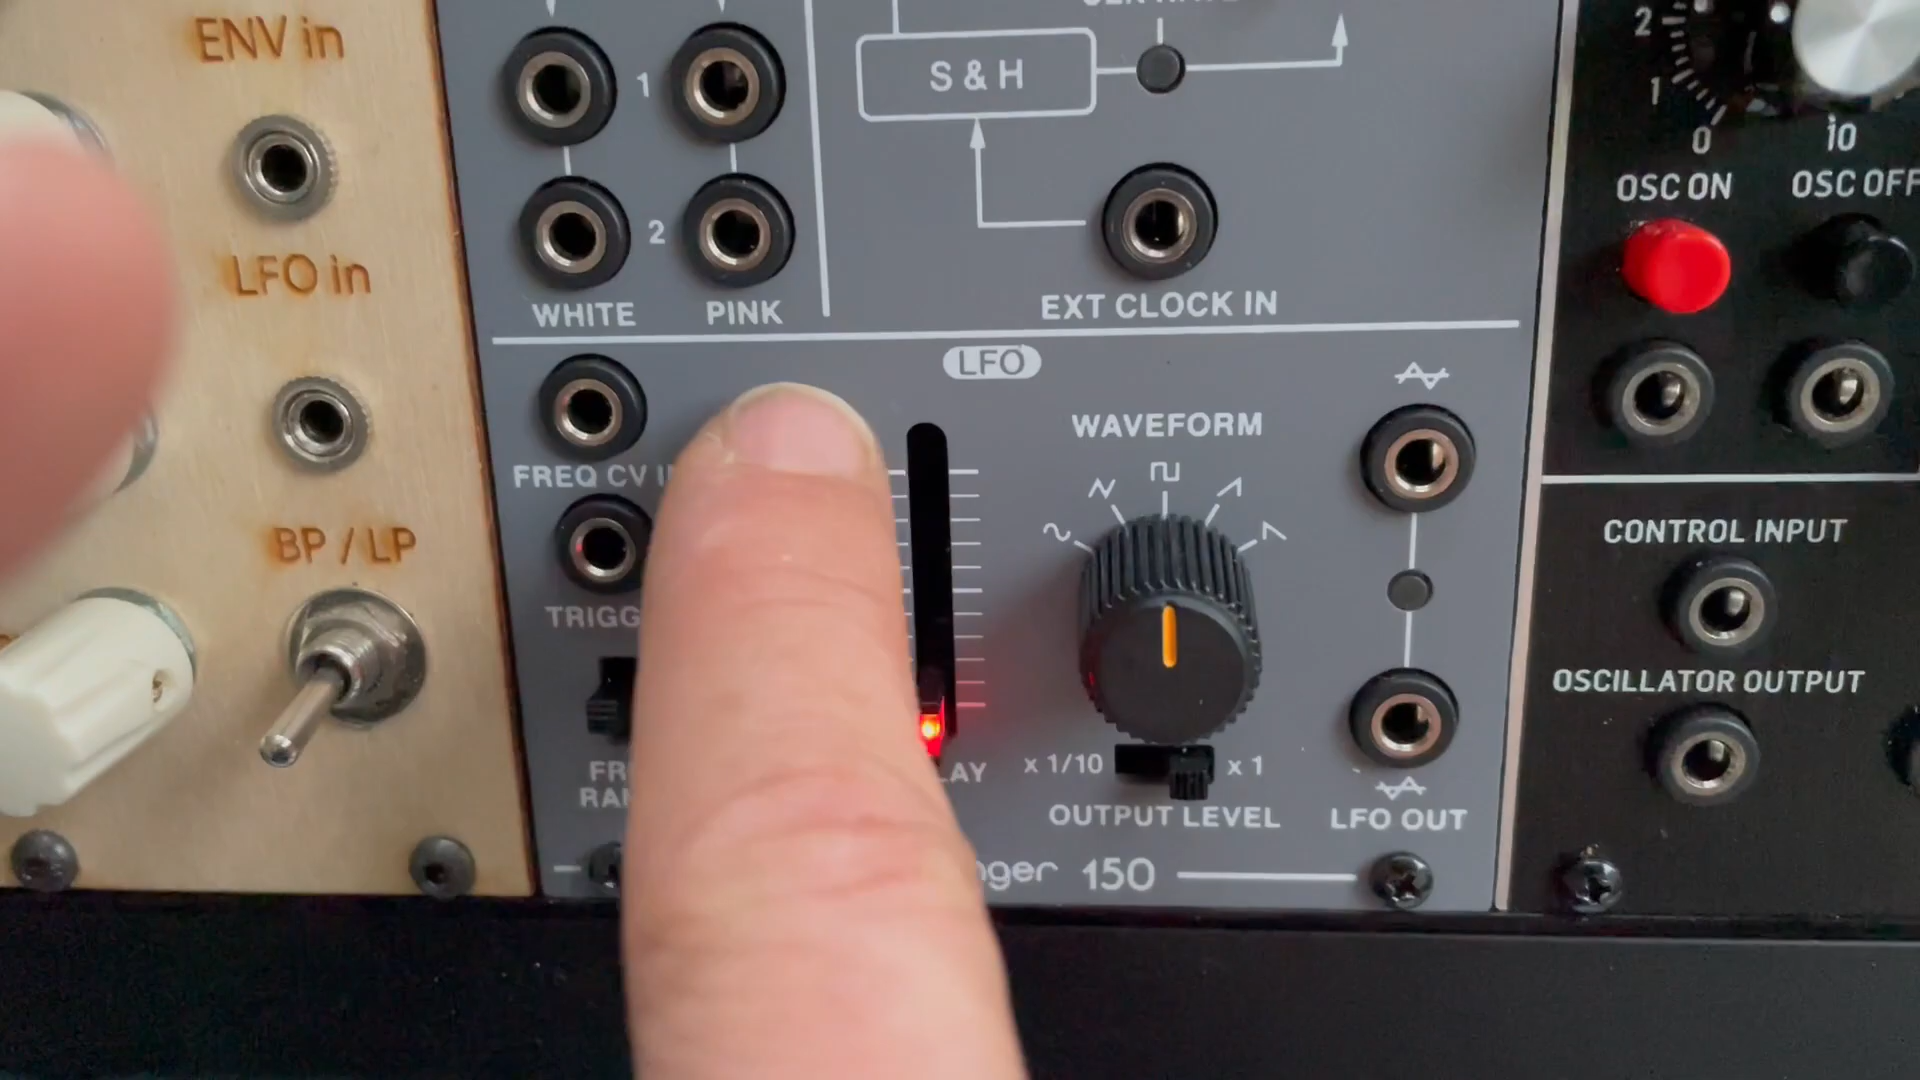 ENV in
LFO in
BP / LP
1
2
WHITE PINK
S & H
EXT CLOCK IN
LFO
FREQ CV
WAVEFORM
x 1/10 x 1
OUTPUT LEVEL
LFO OUT
150
2
1
0
10
OSC ON OSC OFF
CONTROL INPUT
OSCILLATOR OUTPUT